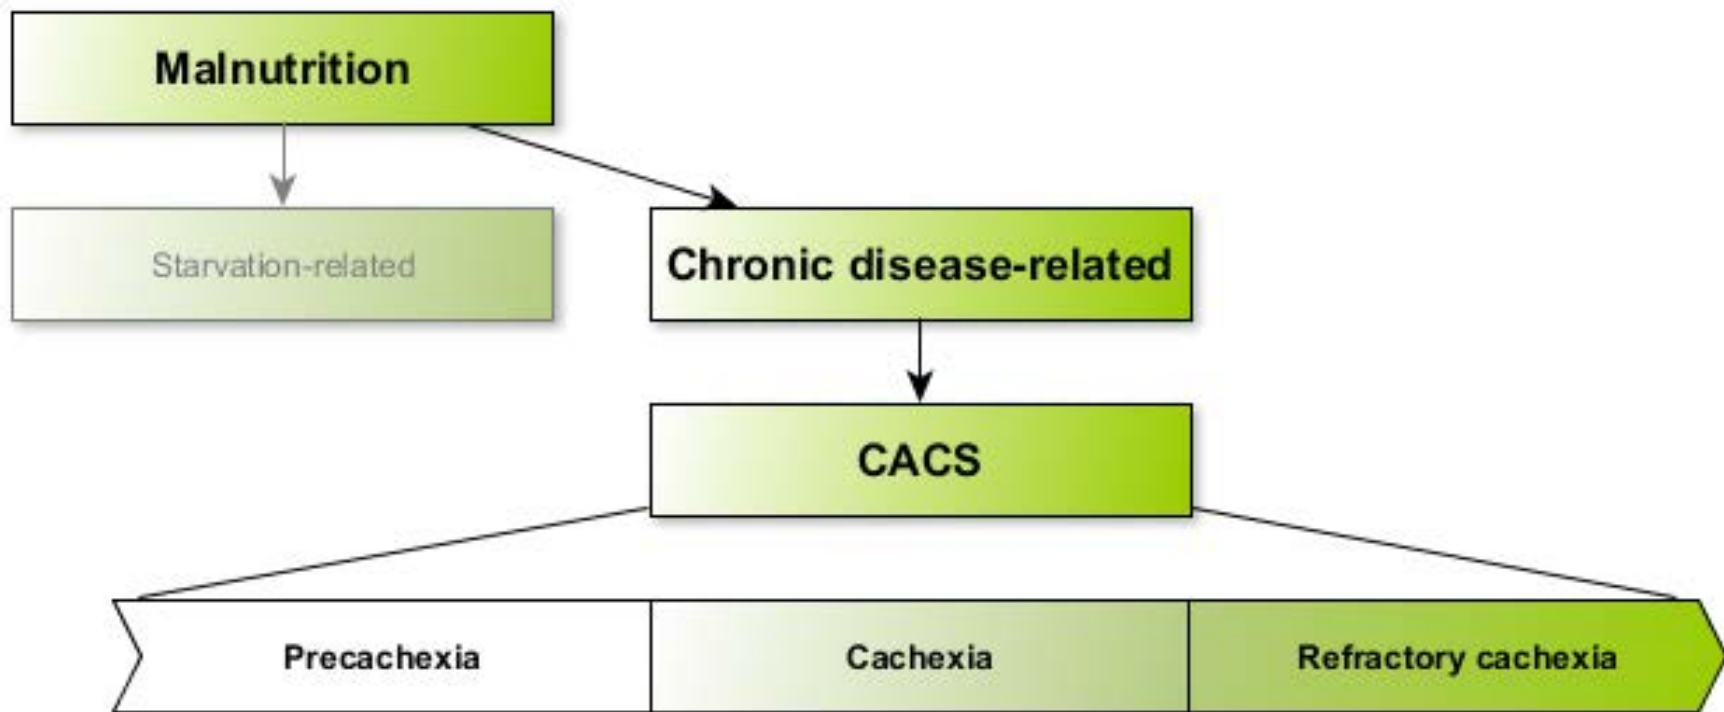 Malnutrition
Starvation-related
Chronic disease-related
CACS
Precachexia
Cachexia
Refractory cachexia